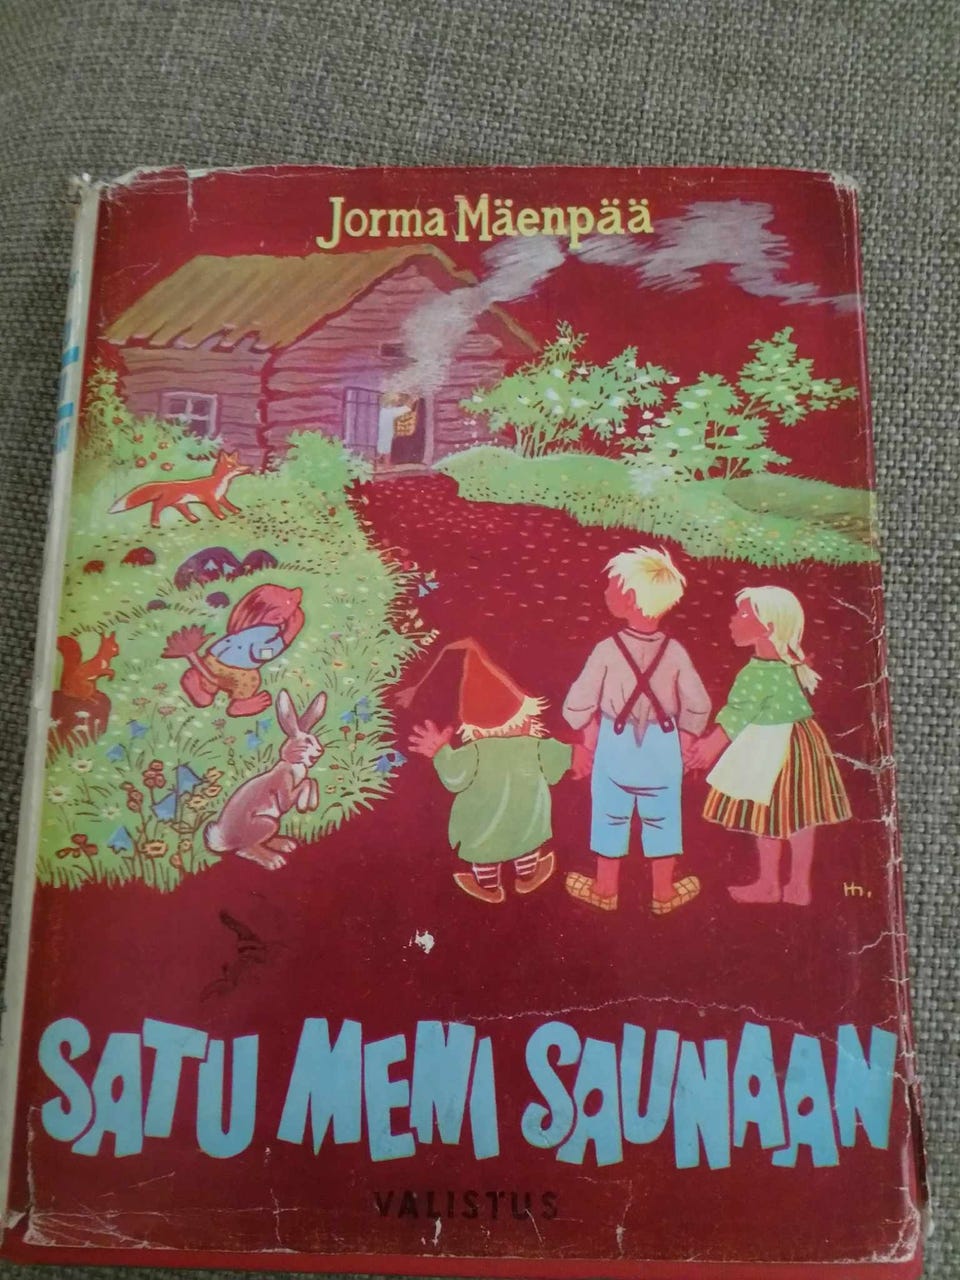 Jorma Mäenpää
SATU MENI SAUNAAN
VALISTUS